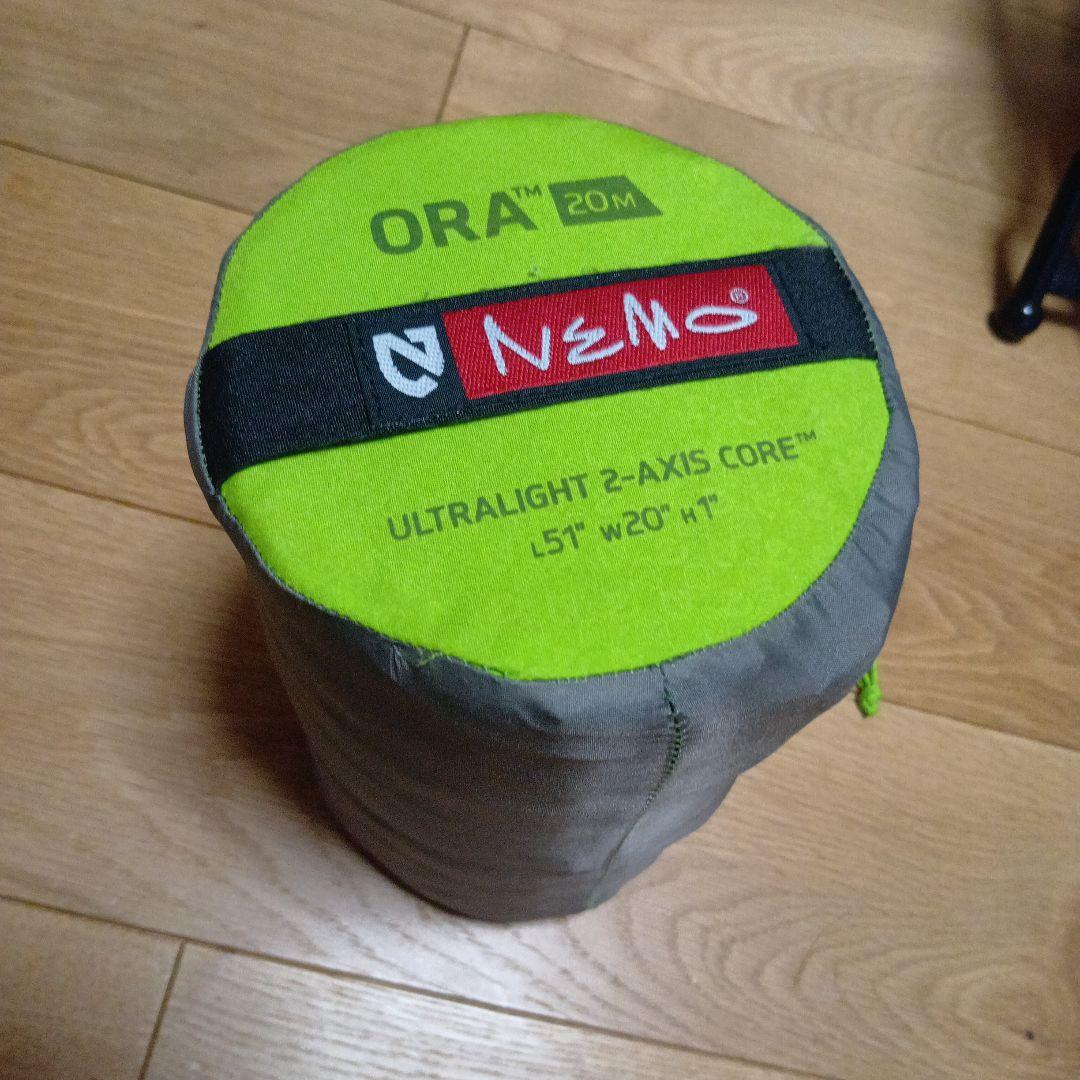 ORA™ 20M
NEMO®
ULTRALIGHT 2-AXIS CORE™
L51" W20" H1"